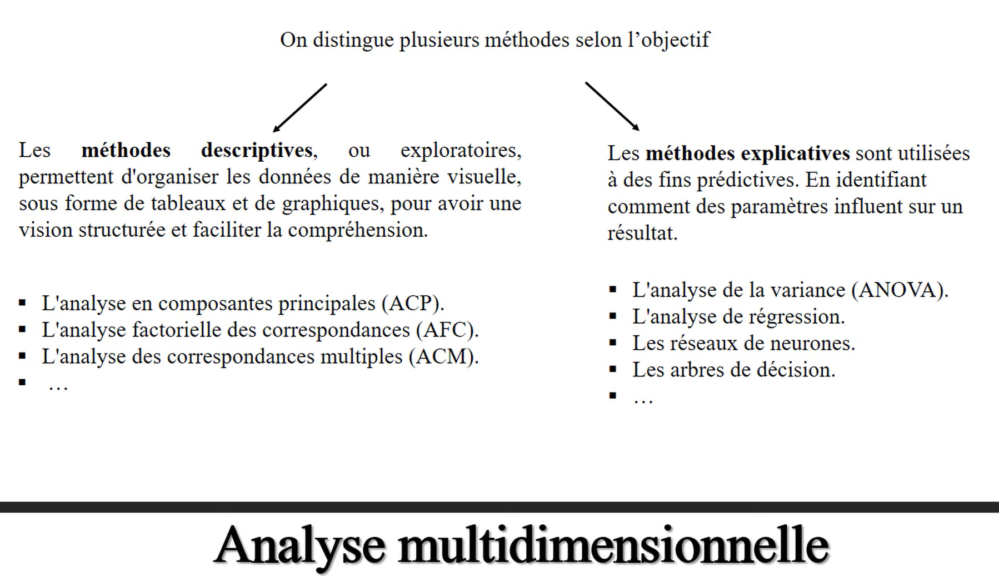 On distingue plusieurs méthodes selon l’objectif
Les méthodes descriptives, ou exploratoires,
permettent d'organiser les données de manière visuelle,
sous forme de tableaux et de graphiques, pour avoir une
vision structurée et faciliter la compréhension.
▪ L'analyse en composantes principales (ACP).
▪ L'analyse factorielle des correspondances (AFC).
▪ L'analyse des correspondances multiples (ACM).
▪ …
Les méthodes explicatives sont utilisées
à des fins prédictives. En identifiant
comment des paramètres influent sur un
résultat.
▪ L'analyse de la variance (ANOVA).
▪ L'analyse de régression.
▪ Les réseaux de neurones.
▪ Les arbres de décision.
▪ …
Analyse multidimensionnelle